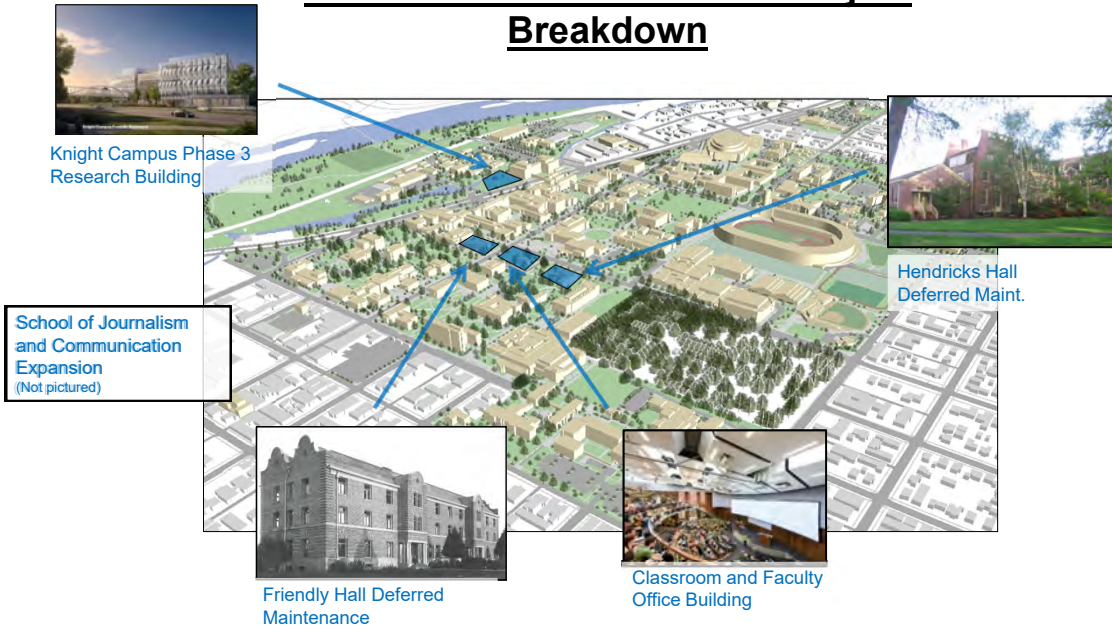 Breakdown
Knight Campus Phase 3
Research Building
Hendricks Hall
Deferred Maint.
School of Journalism
and Communication
Expansion
(Not pictured)
Friendly Hall Deferred
Maintenance
Classroom and Faculty
Office Building